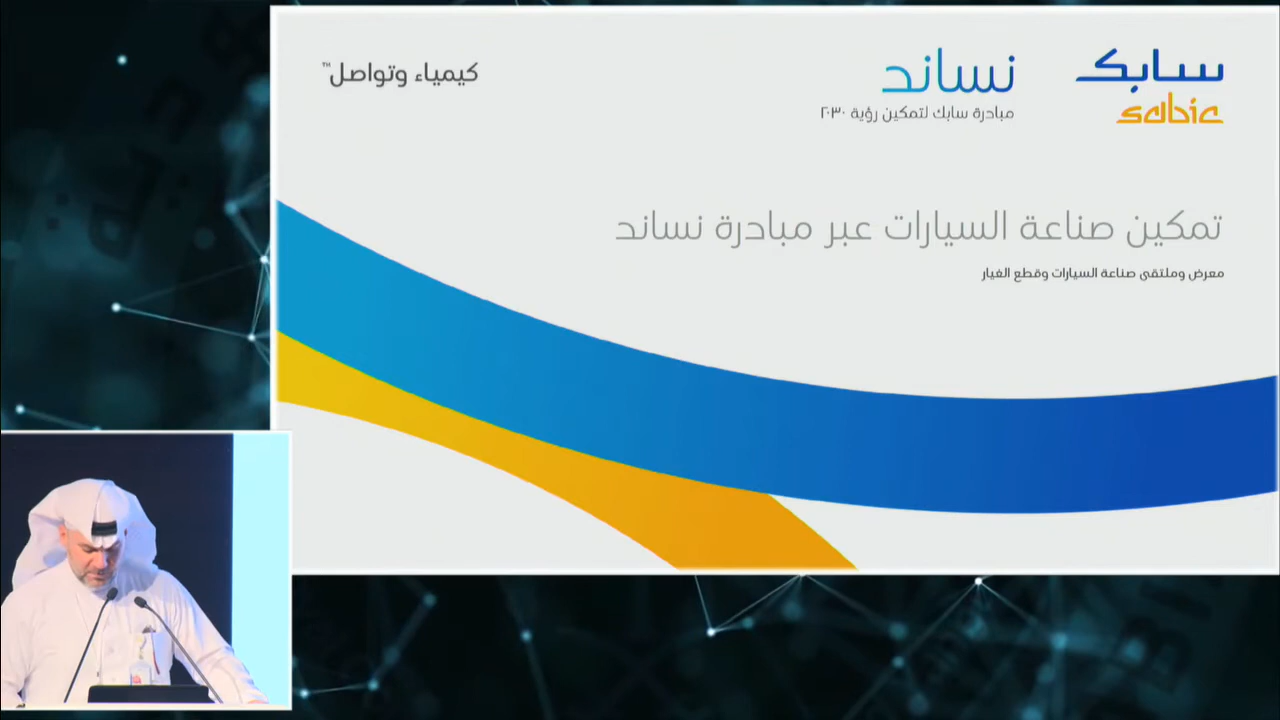 سابك
sabic
نساند
مبادرة سابك لتمكين رؤية ٢٠٣٠
كيمياء وتواصل™
تمكين صناعة السيارات عبر مبادرة نساند
معرض وملتقى صناعة السيارات وقطع الغيار